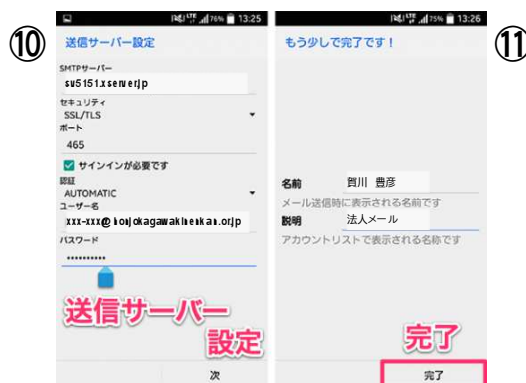 ⑩
76% 13:25
送信サーバー設定
SMTPサーバー
sv5151.xserver.jp
セキュリティ
SSL/TLS
ポート
465
サインインが必要です
認証
AUTOMATIC
ユーザー名
パスワード
••••••••••
送信サーバー
設定
次
75% 13:26
⑪
もう少しで完了です！
名前 賀川 豊彦
メール送信時に表示される名前です
説明 法人メール
アカウントリストで表示される名称です
完了
完了